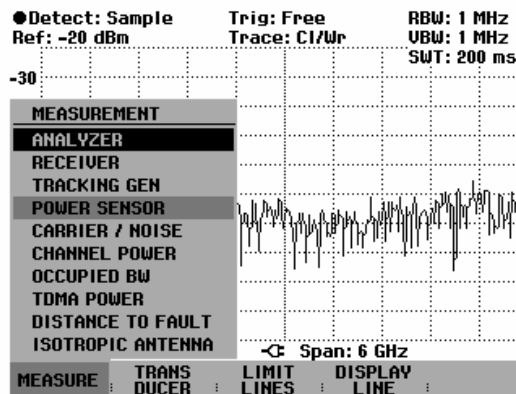 Detect: Sample Trig: Free RBW: 1 MHz
Ref: -20 dBm Trace: Cl/Wr VBW: 1 MHz
SWT: 200 ms
-30
MEASUREMENT
ANALYZER
RECEIVER
TRACKING GEN
POWER SENSOR
CARRIER / NOISE
CHANNEL POWER
OCCUPIED BW
TDMA POWER
DISTANCE TO FAULT
ISOTROPIC ANTENNA
Span: 6 GHz
MEASURE TRANS DUCER LIMIT LINES DISPLAY LINE